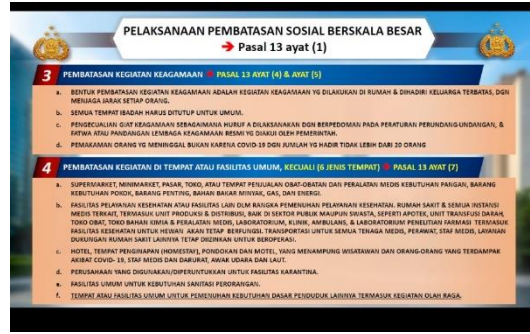 PELAKSANAAN PEMBATASAN SOSIAL BERSKALA BESAR
➔ Pasal 13 ayat (1)
3 PEMBATASAN KEGIATAN KEAGAMAAN ➔ PASAL 13 AYAT (4) & AYAT (5)
a. BENTUK PEMBATASAN KEGIATAN KEAGAMAAN ADALAH KEGIATAN KEAGAMAAN YG DILAKUKAN DI RUMAH & DIHADIRI KELUARGA TERBATAS, DGN
MENJAGA JARAK SETIAP ORANG.
b. SEMUA TEMPAT IBADAH HARUS DITUTUP UNTUK UMUM.
c. PENGECUALIAN GIAT KEAGAMAAN SEBAGAIMANA HURUF A DILAKSANAKAN DGN BERPEDOMAN PADA PERATURAN PERUNDANG-UNDANGAN, &
FATWA ATAU PANDANGAN LEMBAGA KEAGAMAAN RESMI YG DIAKUI OLEH PEMERINTAH.
d. PEMAKAMAN ORANG YG MENINGGAL BUKAN KARENA COVID-19 DGN JUMLAH YG HADIR TIDAK LEBIH DARI 20 ORANG
4 PEMBATASAN KEGIATAN DI TEMPAT ATAU FASILITAS UMUM, KECUALI (6 JENIS TEMPAT) ➔ PASAL 13 AYAT (7)
a. SUPERMARKET, MINIMARKET, PASAR, TOKO, ATAU TEMPAT PENJUALAN OBAT-OBATAN DAN PERALATAN MEDIS KEBUTUHAN PANGAN, BARANG
KEBUTUHAN POKOK, BARANG PENTING, BAHAN BAKAR MINYAK, GAS, DAN ENERGI.
b. FASILITAS PELAYANAN KESEHATAN ATAU FASILITAS LAIN DLM RANGKA PEMENUHAN PELAYANAN KESEHATAN. RUMAH SAKIT & SEMUA INSTANSI
MEDIS TERKAIT, TERMASUK UNIT PRODUKSI & DISTRIBUSI, BAIK DI SEKTOR PUBLIK MAUPUN SWASTA, SEPERTI APOTEK, UNIT TRANSFUSI DARAH,
TOKO OBAT, TOKO BAHAN KIMIA & PERALATAN MEDIS, LABORATORIUM, KLINIK, AMBULANS, & LABORATORIUM PENELITIAN FARMASI TERMASUK
FASILITAS KESEHATAN UNTUK HEWAN AKAN TETAP BERFUNGSI. TRANSPORTASI UNTUK SEMUA TENAGA MEDIS, PERAWAT, STAF MEDIS, LAYANAN
DUKUNGAN RUMAH SAKIT LAINNYA TETAP DIIZINKAN UNTUK BEROPERASI.
c. HOTEL, TEMPAT PENGINAPAN (HOMESTAY), PONDOKAN DAN MOTEL, YANG MENAMPUNG WISATAWAN DAN ORANG-ORANG YANG TERDAMPAK
AKIBAT COVID- 19, STAF MEDIS DAN DARURAT, AWAK UDARA DAN LAUT.
d. PERUSAHAAN YANG DIGUNAKAN/DIPERUNTUKKAN UNTUK FASILITAS KARANTINA.
e. FASILITAS UMUM UNTUK KEBUTUHAN SANITASI PERORANGAN.
f. TEMPAT ATAU FASILITAS UMUM UNTUK PEMENUHAN KEBUTUHAN DASAR PENDUDUK LAINNYA TERMASUK KEGIATAN OLAH RAGA.